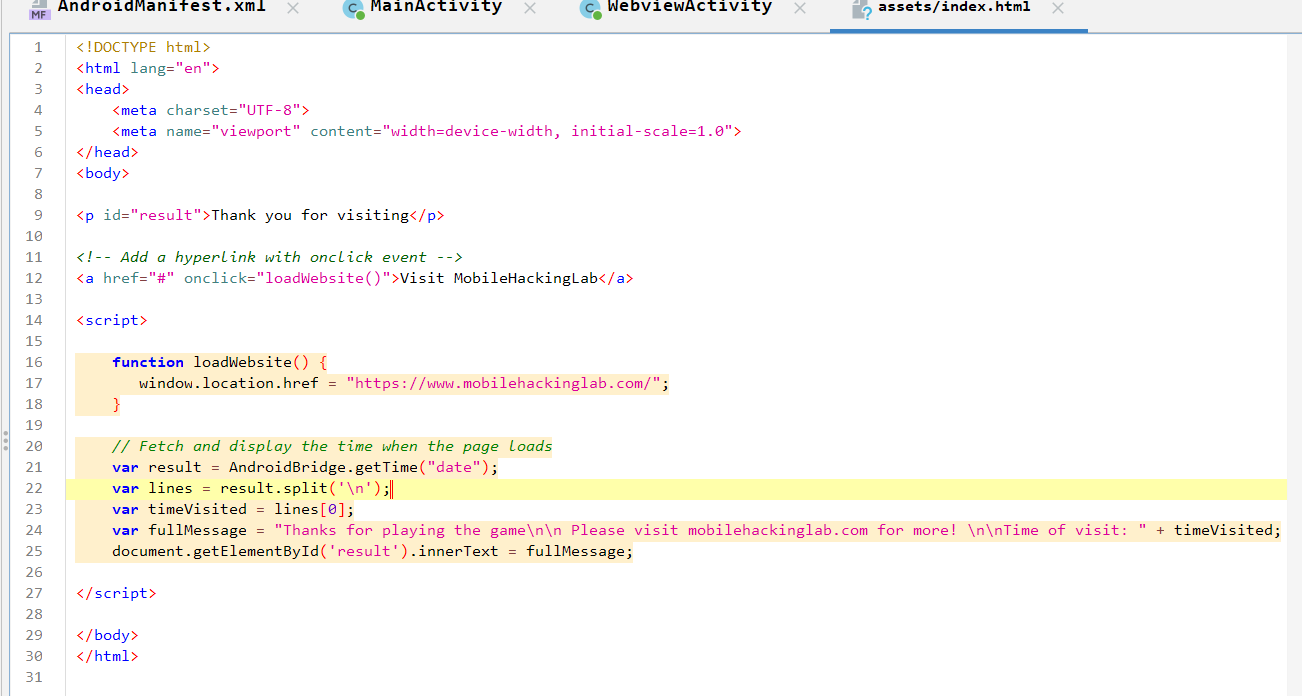 MF AndroidManifest.xml × C MainActivity × C WebviewActivity × ? assets/index.html ×
1 <!DOCTYPE html>
2 <html lang="en">
3 <head>
4 <meta charset="UTF-8">
5 <meta name="viewport" content="width=device-width, initial-scale=1.0">
6 </head>
7 <body>
8
9 <p id="result">Thank you for visiting</p>
10
11 <!-- Add a hyperlink with onclick event -->
12 <a href="#" onclick="loadWebsite()">Visit MobileHackingLab</a>
13
14 <script>
15
16 function loadWebsite() {
17 window.location.href = "https://www.mobilehackinglab.com/";
18 }
19
20 // Fetch and display the time when the page loads
21 var result = AndroidBridge.getTime("date");
22 var lines = result.split('\n');
23 var timeVisited = lines[0];
24 var fullMessage = "Thanks for playing the game\n\n Please visit mobilehackinglab.com for more! \n\nTime of visit: " + timeVisited;
25 document.getElementById('result').innerText = fullMessage;
26
27 </script>
28
29 </body>
30 </html>
31